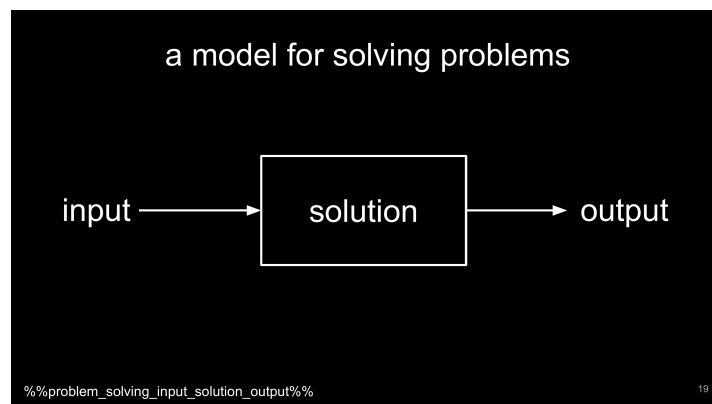 a model for solving problems
input
solution
output
%%problem_solving_input_solution_output%%
19